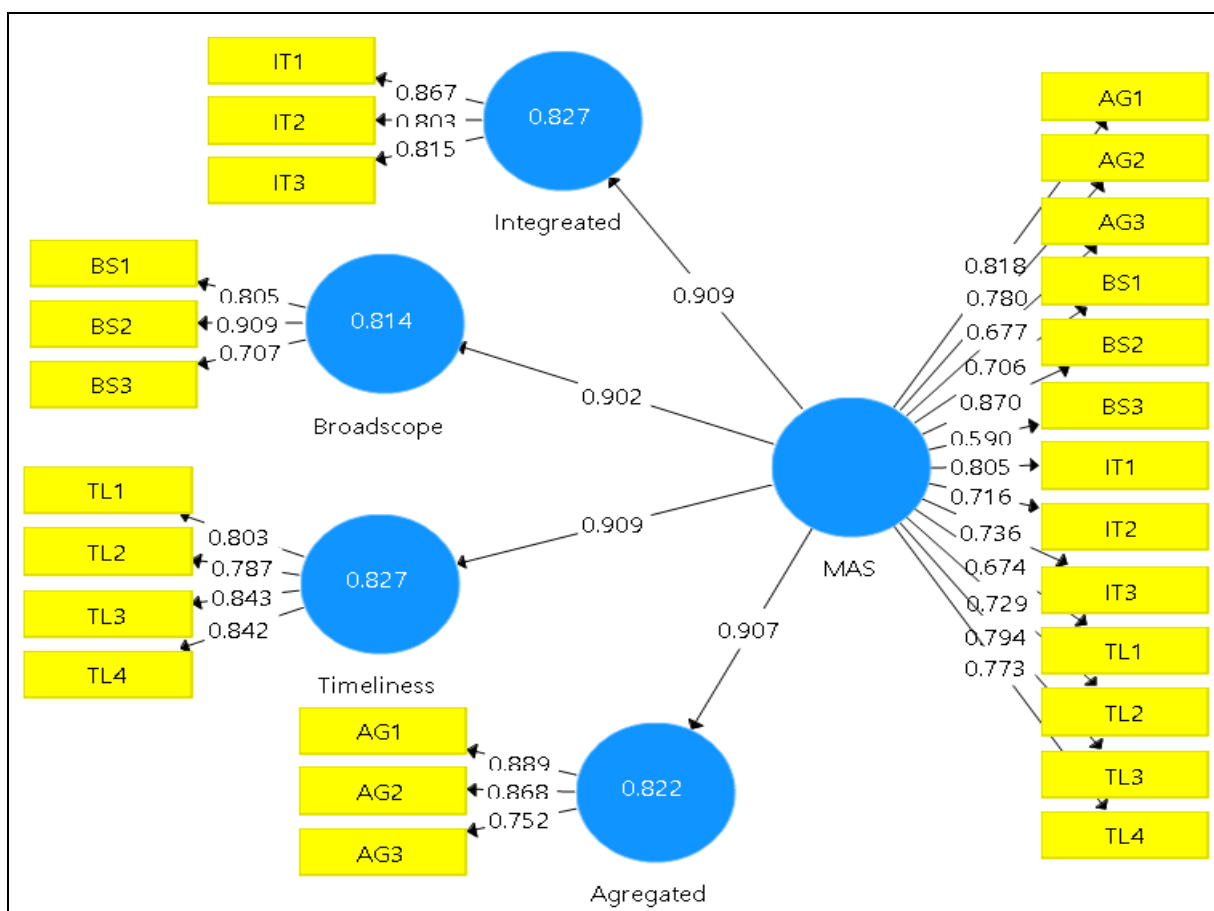 IT1
IT2
IT3
0.867
0.803
0.815
0.827
Integreated
BS1
BS2
BS3
0.805
0.909
0.707
0.814
Broadscope
TL1
TL2
TL3
TL4
0.803
0.787
0.843
0.842
0.827
Timeliness
AG1
AG2
AG3
0.889
0.868
0.752
0.822
Agregated
0.909
0.902
0.909
0.907
MAS
0.818
0.780
0.677
0.706
0.870
0.590
0.805
0.716
0.736
0.674
0.729
0.794
0.773
AG1
AG2
AG3
BS1
BS2
BS3
IT1
IT2
IT3
TL1
TL2
TL3
TL4